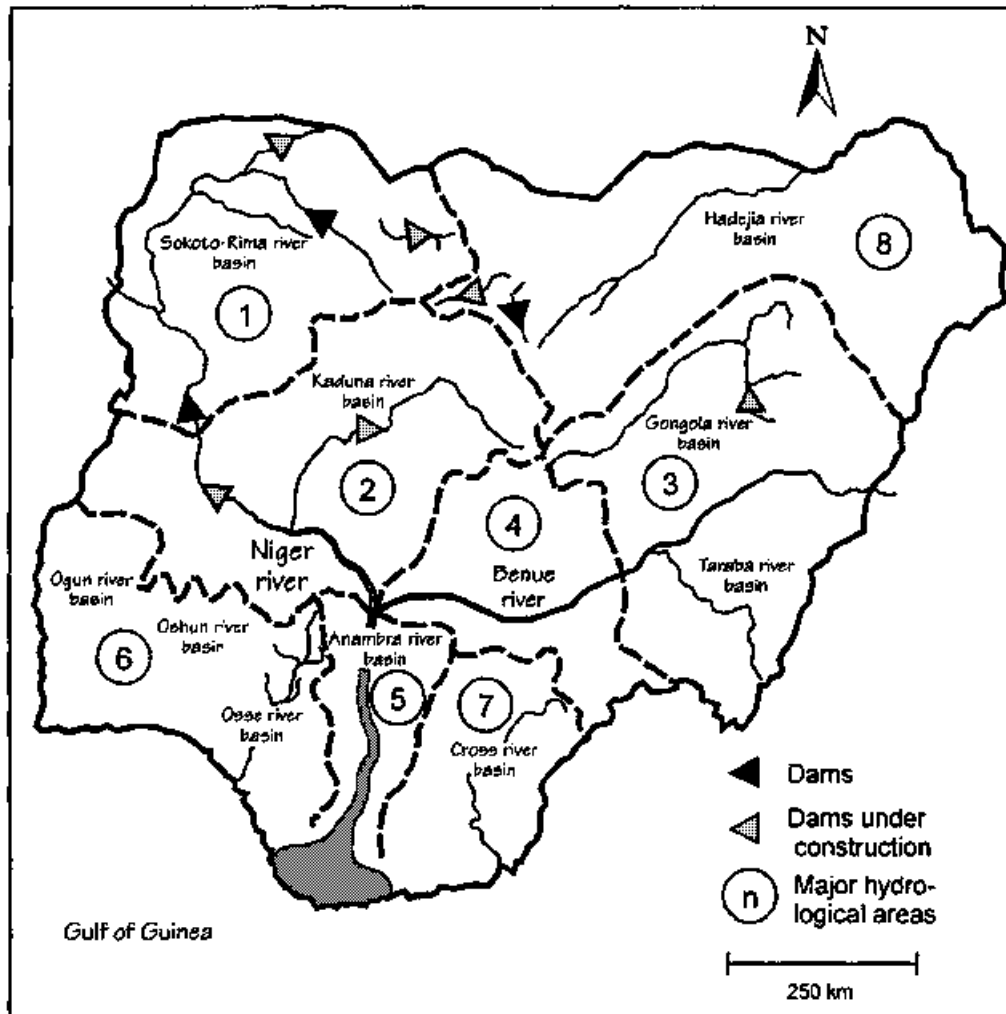 N
Sokoto-Rima river
basin
1
Hadejia river
basin
8
Kaduna river
basin
2
Gongola river
basin
3
4
Niger
river
Benue
river
Taraba river
basin
Ogun river
basin
Oshun river
basin
6
Anambra river
basin
5
7
Osse river
basin
Cross river
basin
Dams
Dams under
construction
n
Major hydro-
logical areas
Gulf of Guinea
250 km